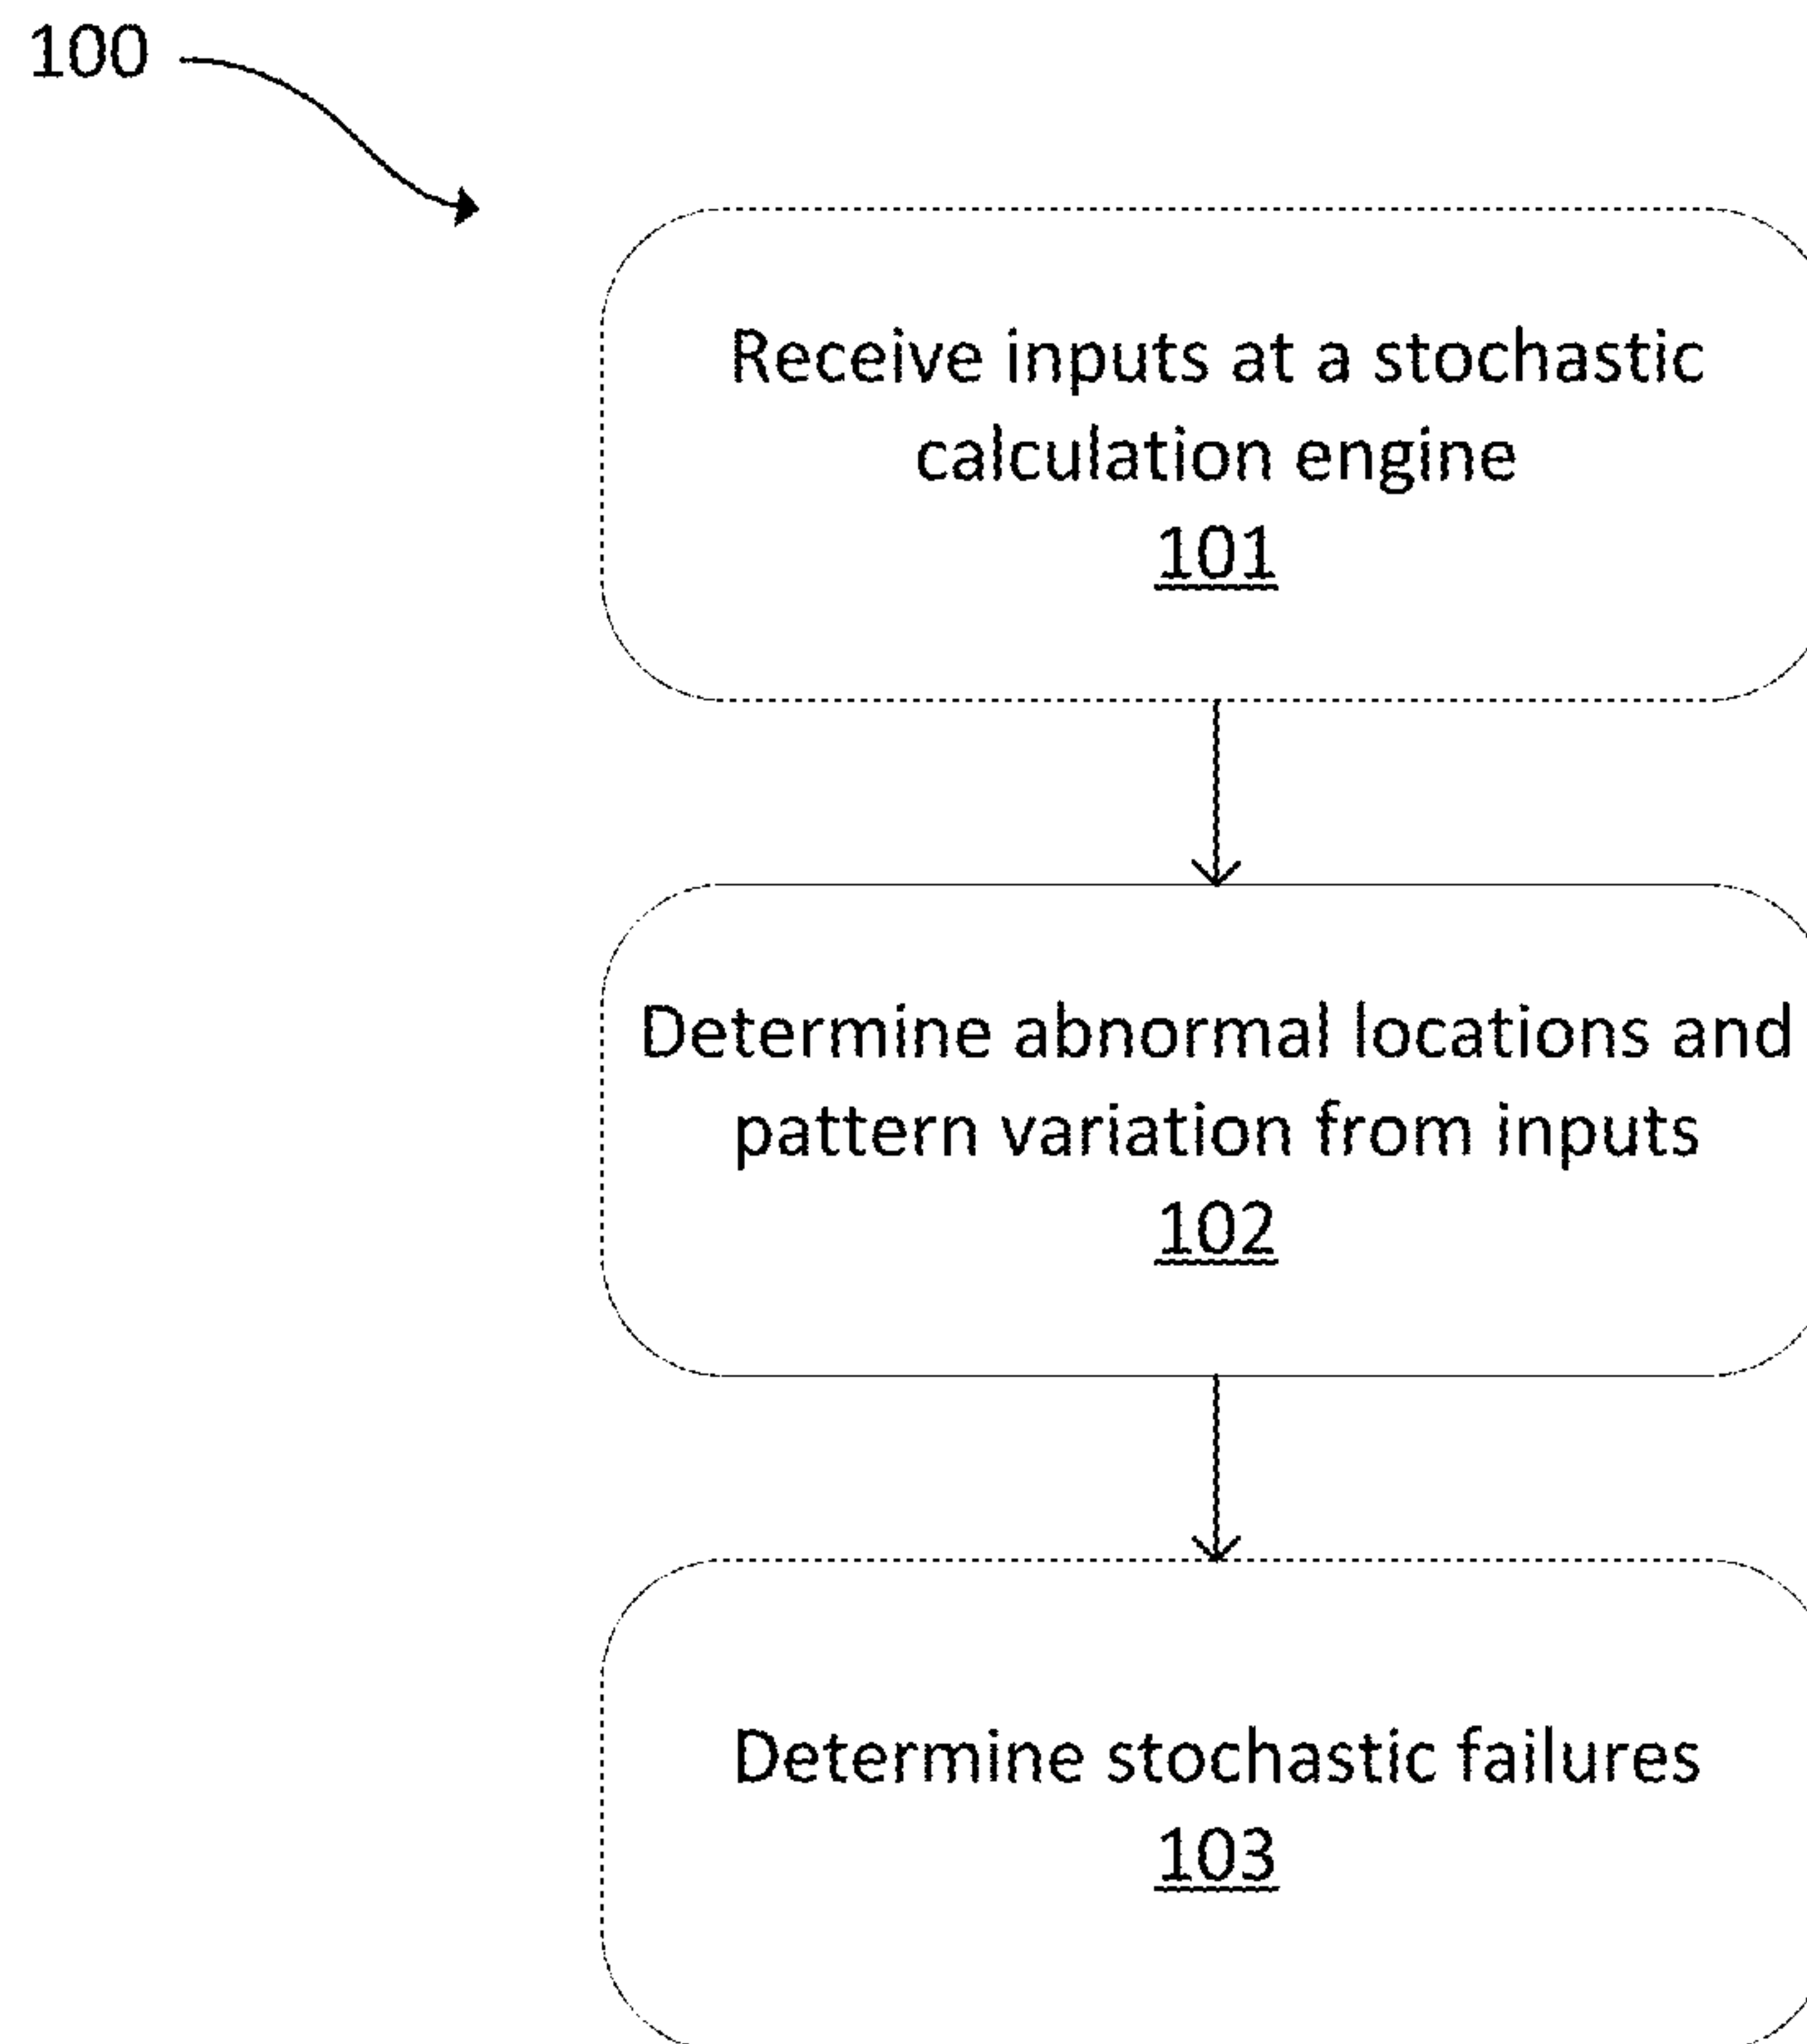 100
Receive inputs at a stochastic
calculation engine
101
Determine abnormal locations and
pattern variation from inputs
102
Determine stochastic failures
103